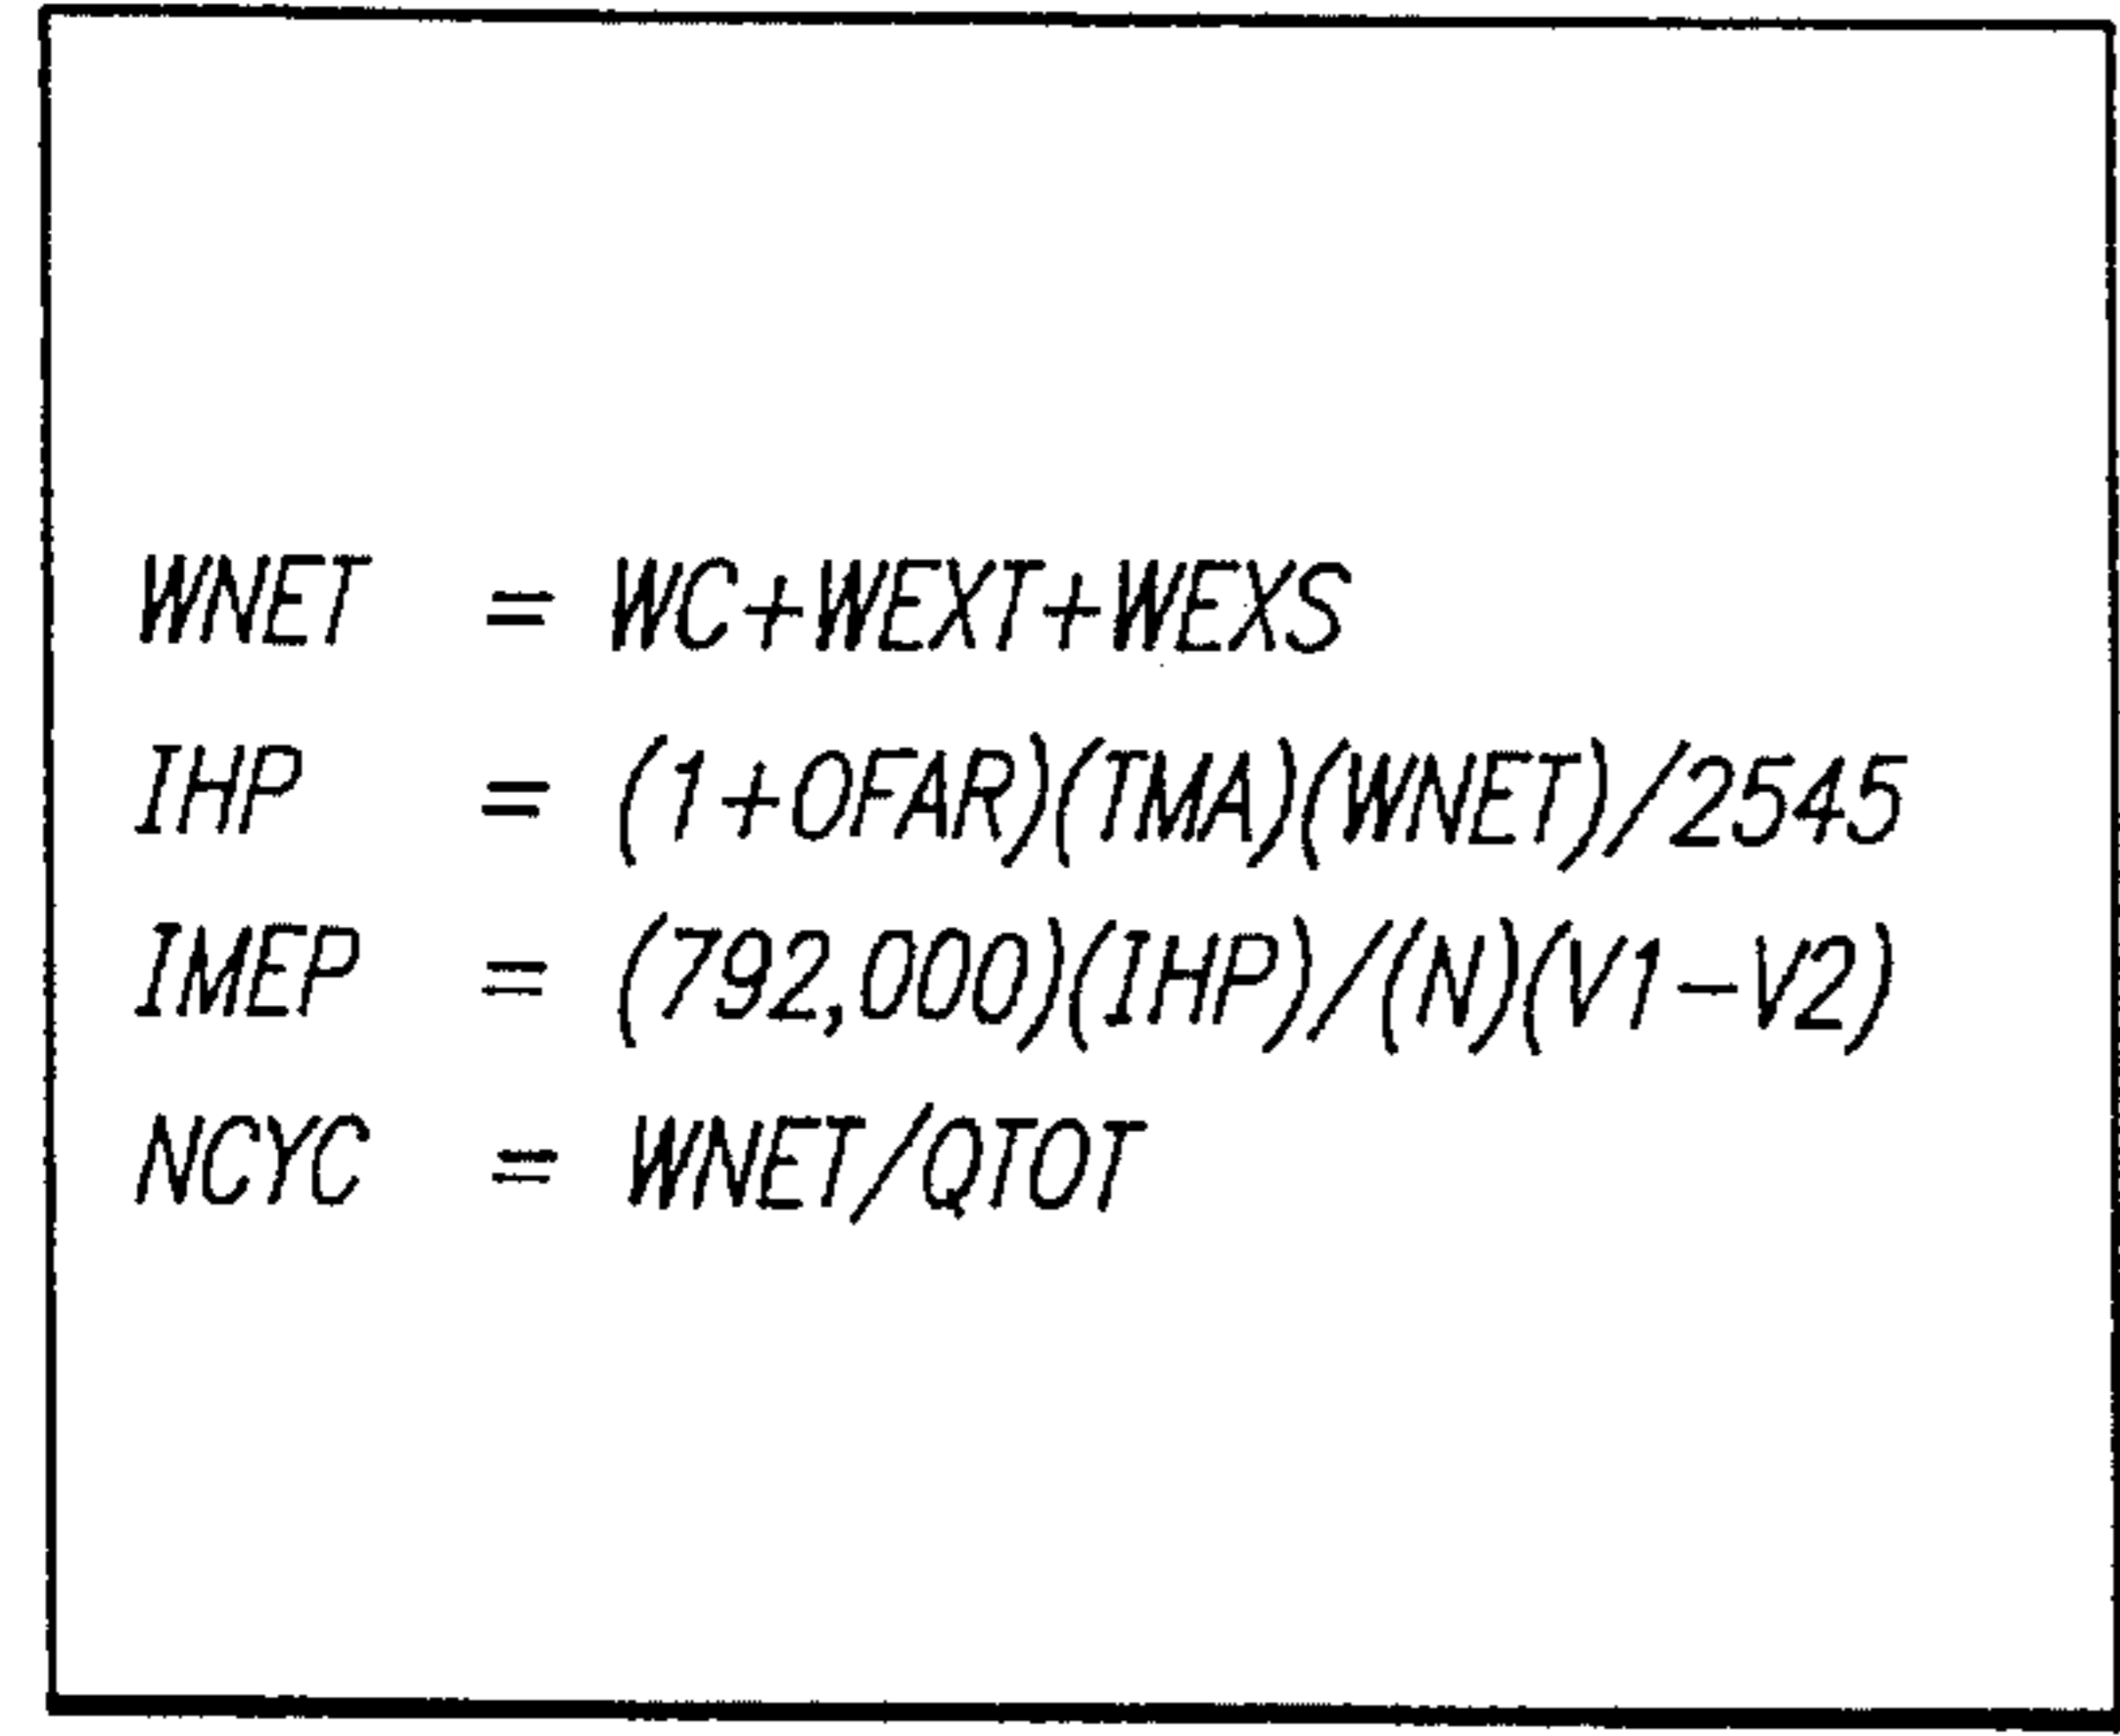 WNET = WC+WEXT+WEXS
IHP = (1+OFAR)(TMA)(WNET)/2545
IMEP = (792,000)(IHP)/(N)(V1-V2)
NCYC = WNET/QTOT